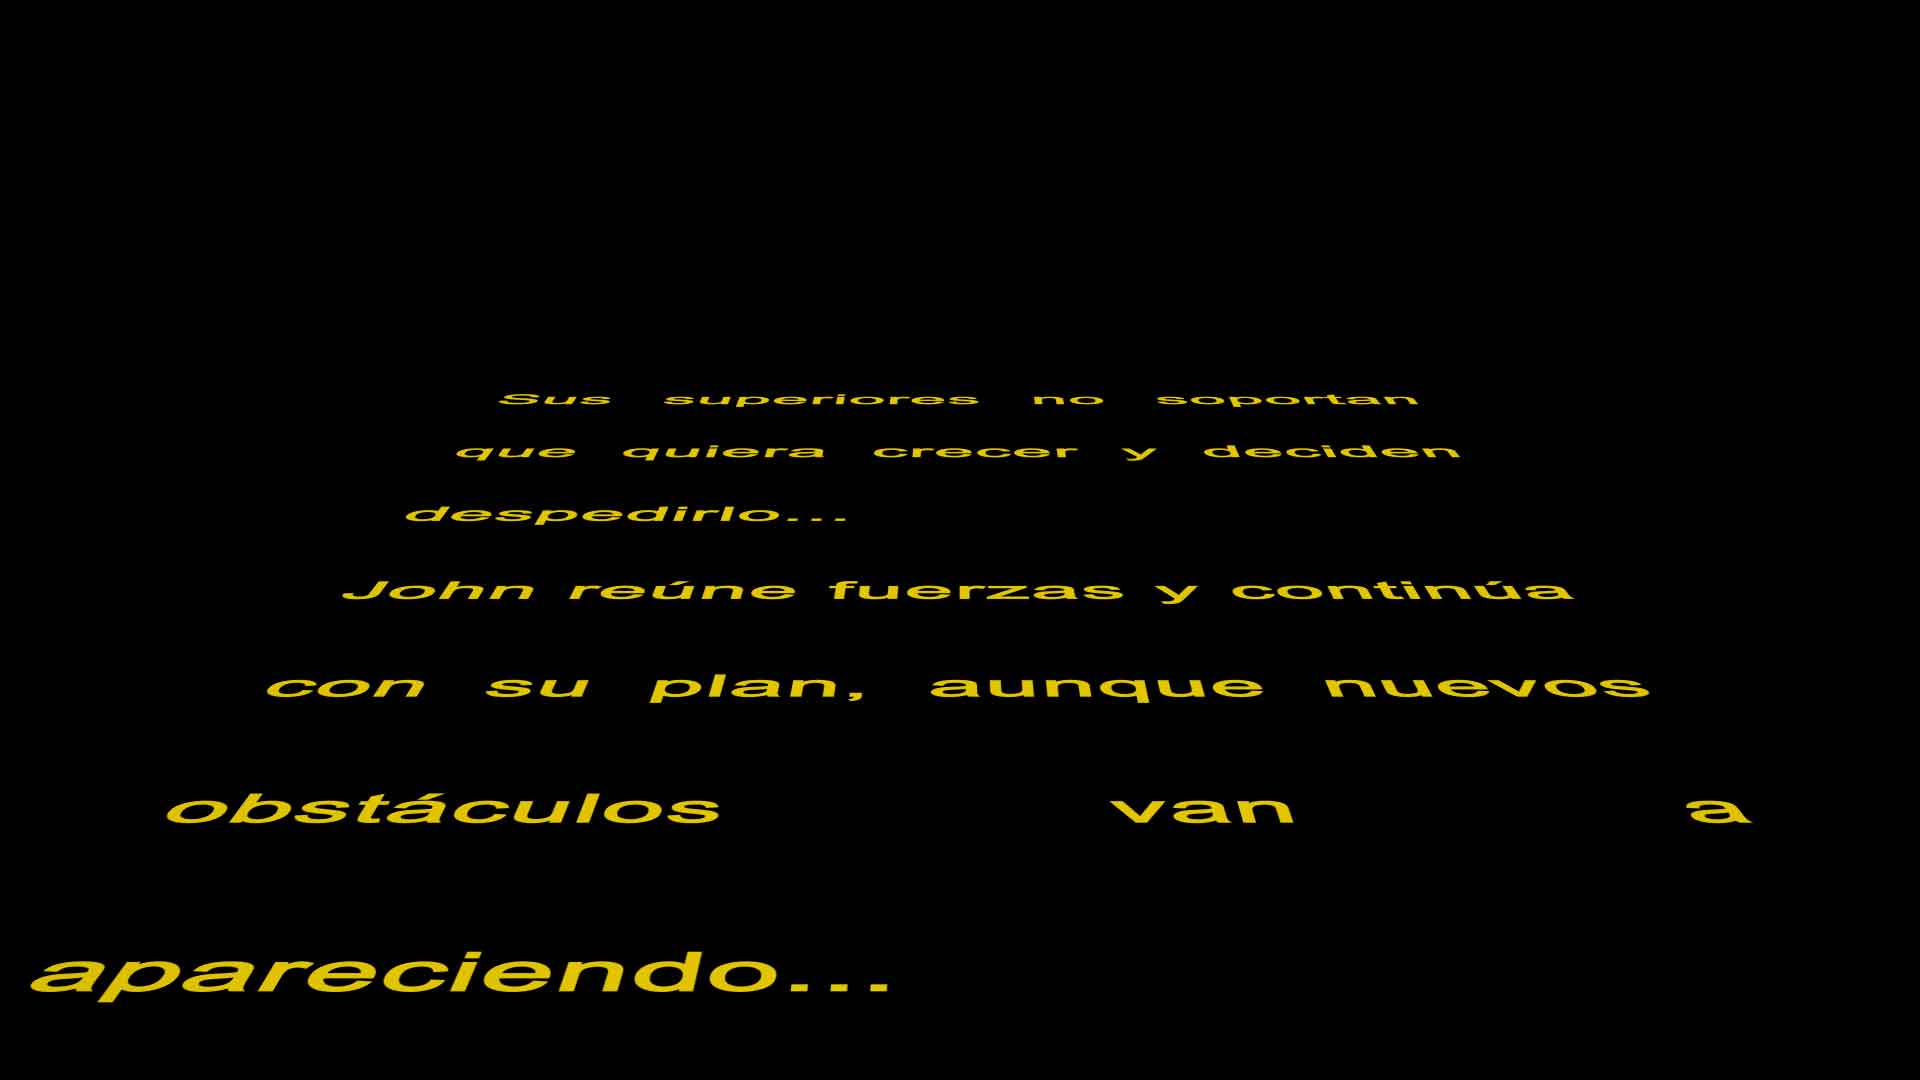 Sus superiores no soportan
que quiera crecer y deciden
despedirlo...
John reúne fuerzas y continúa
con su plan, aunque nuevos
obstáculos van a
apareciendo...